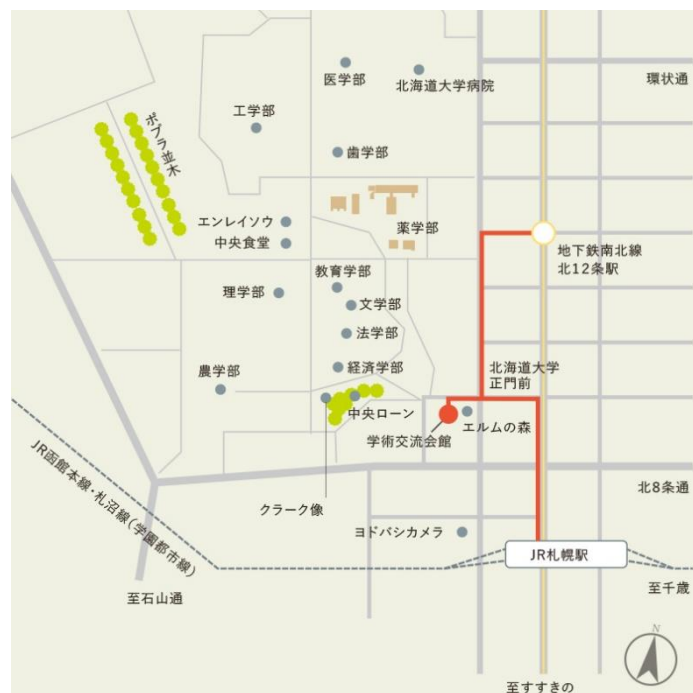 医学部
北海道大学病院
環状通
工学部
ポプラ並木
歯学部
エンレイソウ
中央食堂
薬学部
地下鉄南北線
北12条駅
教育学部
理学部
文学部
法学部
経済学部
農学部
北海道大学
正門前
中央ローン
エルムの森
学術交流会館
JR函館本線・札沼線(学園都市線)
クラーク像
北8条通
ヨドバシカメラ
JR札幌駅
至石山通
至千歳
N
至すすきの